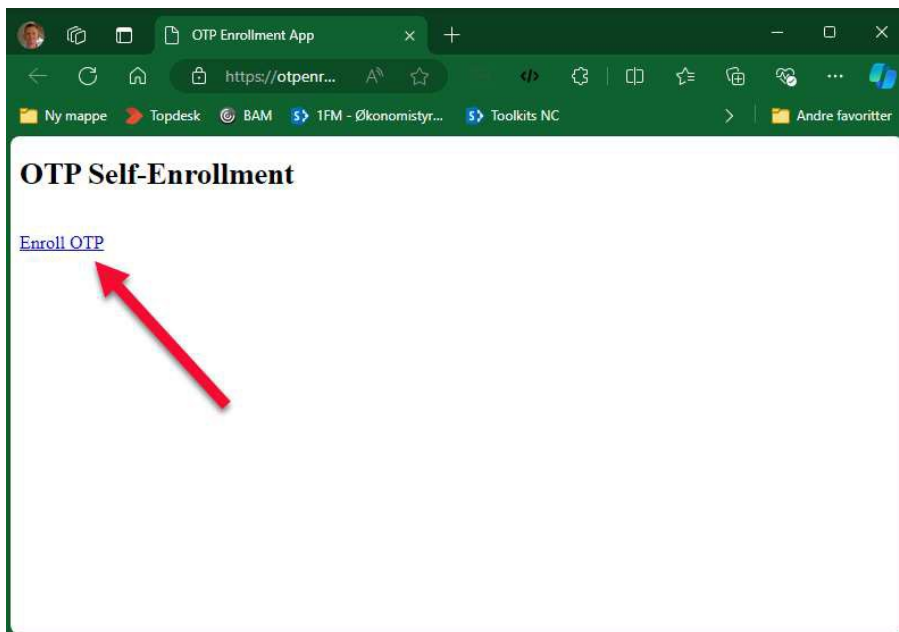 OTP Enrollment App
https://otpenr...
Ny mappe Topdesk BAM 1FM - Økonomistyr... Toolkits NC Andre favoritter
OTP Self-Enrollment
Enroll OTP